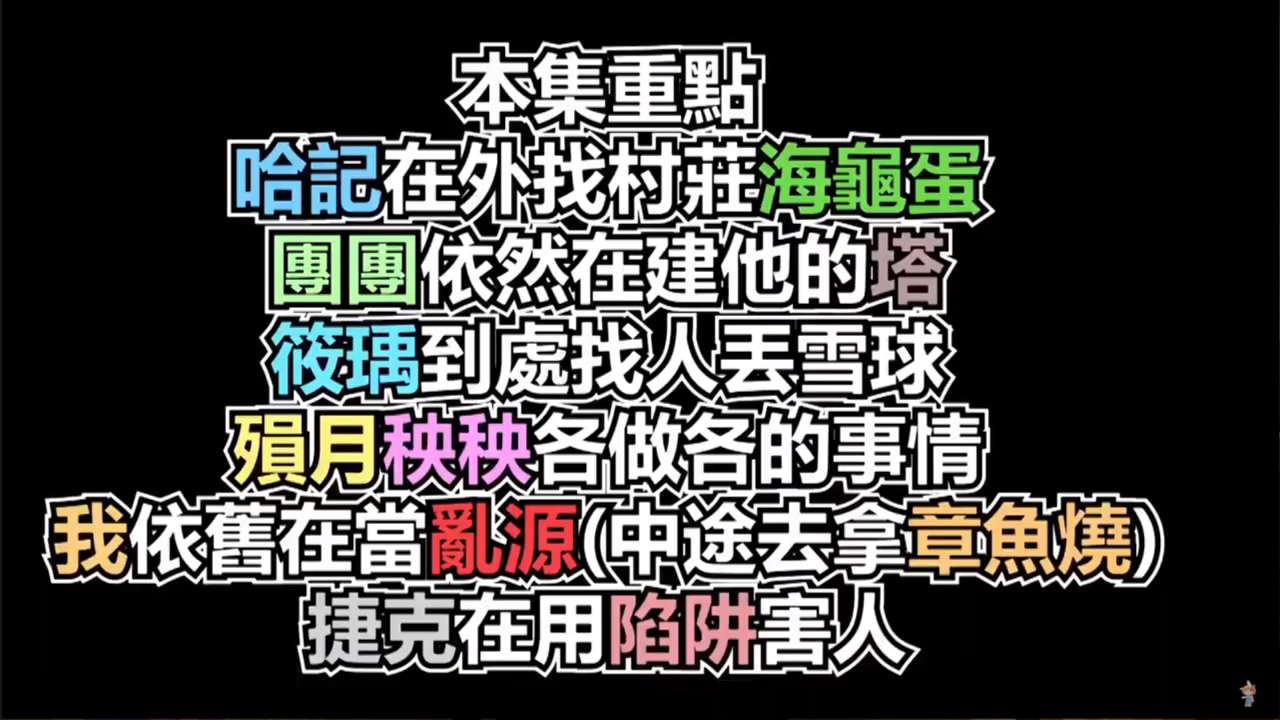 本集重點
哈記在外找村莊海龜蛋
團團依然在建他的塔
筱瑀到處找人丟雪球
殞月秧秧各做各的事情
我依舊在當亂源(中途去拿章魚燒)
捷克在用陷阱害人